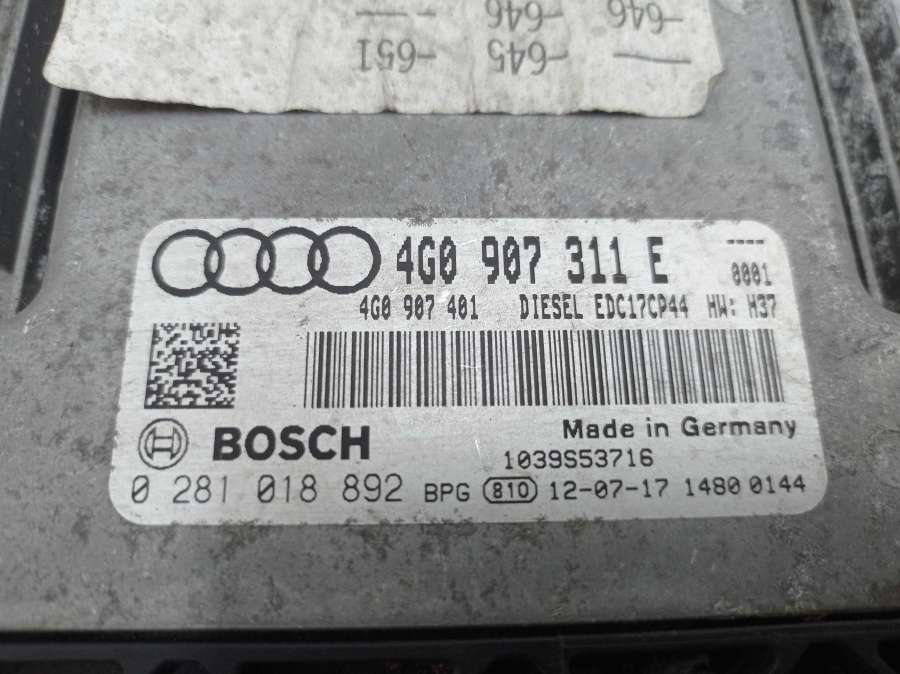 -646 -646 —
— -645 -651
4G0 907 311 E ----
0001
4G0 907 401 DIESEL EDC17CP44 HW: H37
BOSCH
Made in Germany
1039S53716
0 281 018 892 BPG 810 12-07-17 1480 0144